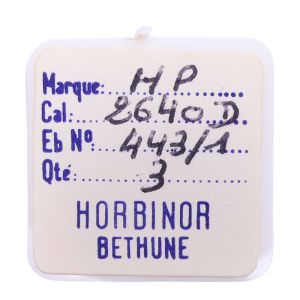 Marque: HP
Cal: 2640 D
Eb Nº 443/1
Qté: 3
HORBINOR
BETHUNE